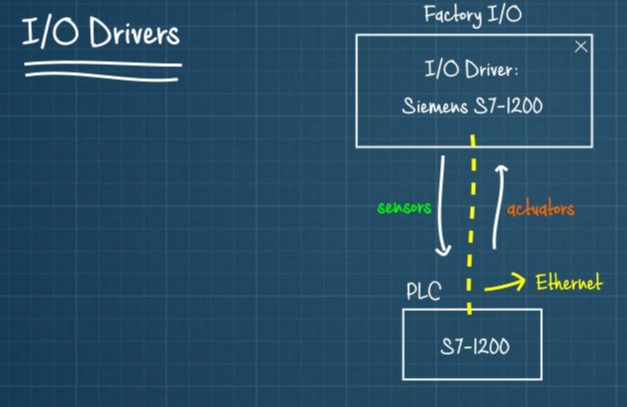 I/O Drivers
Factory I/O
I/O Driver:
Siemens S7-1200
sensors
actuators
Ethernet
PLC
S7-1200